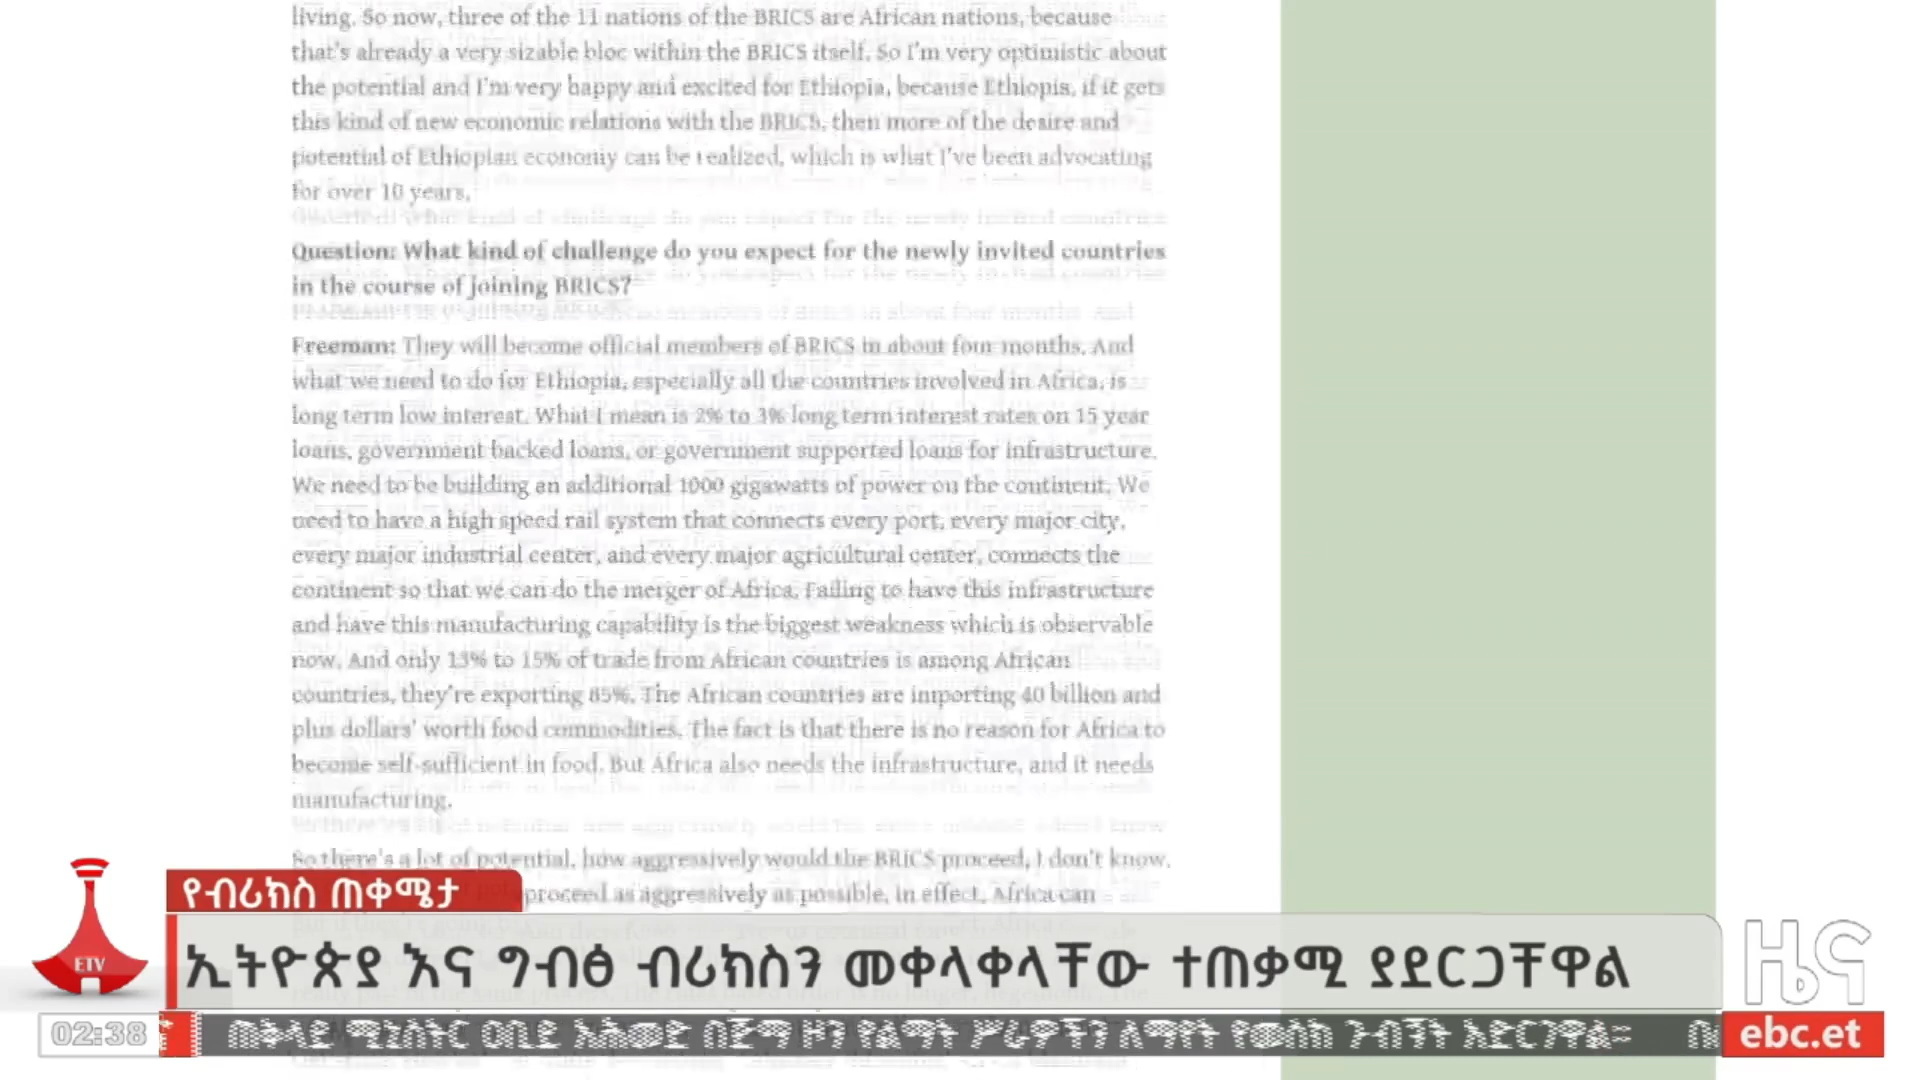 living. So now, three of the 11 nations of the BRICS are African nations, because
that's already a very sizable bloc within the BRICS itself. So I'm very optimistic about
the potential and I'm very happy and excited for Ethiopia, because Ethiopia, if it gets
this kind of new economic relations with the BRICS, then more of the desire and
potential of Ethiopian economy can be realized, which is what I've been advocating
for over 10 years.
Question: What kind of challenge do you expect for the newly invited countries
in the course of joining BRICS?
Freeman: They will become official members of BRICS in about four months. And
what we need to do for Ethiopia, especially all the countries involved in Africa, is
long term low interest. What I mean is 2% to 3% long term interest rates on 15 year
loans, government backed loans, or government supported loans for infrastructure.
We need to be building an additional 1000 gigawatts of power on the continent. We
need to have a high speed rail system that connects every port, every major city,
every major industrial center, and every major agricultural center, connects the
continent so that we can do the merger of Africa. Failing to have this infrastructure
and have this manufacturing capability is the biggest weakness which is observable
now. And only 13% to 15% of trade from African countries is among African
countries, they're exporting 85%. The African countries are importing 40 billion and
plus dollars' worth food commodities. The fact is that there is no reason for Africa to
become self-sufficient in food. But Africa also needs the infrastructure, and it needs
manufacturing.
So there's a lot of potential, how aggressively would the BRICS proceed, I don't know.
proceed as aggressively as possible, in effect, Africa can
የብሪክስ ጠቀሜታ
ETV
ኢትዮጵያ እና ግብፅ ብሪክስን መቀላቀላቸው ተጠቃሚ ያደርጋቸዋል
ዜና
02:38
ጠቅላይ ሚኒስትር ዐቢይ አሕመድ በጅማ ዞን የልማት ሥራዎችን ለማየት የመስክ ጉብኝት አድርገዋል።
ebc.et